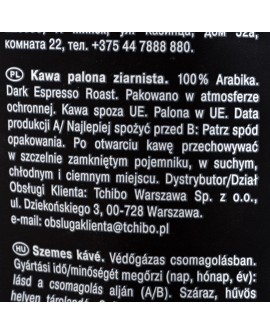 комната 22, тел. +375 44 7888 880.
PL Kawa palona ziarnista. 100% Arabika.
Dark Espresso Roast. Pakowano w atmosferze
ochronnej. Kawa spoza UE. Palona w UE. Data
produkcji A/ Najlepiej spożyć przed B: Patrz spód
opakowania. Po otwarciu kawę przechowywać
w szczelnie zamkniętym pojemniku, w suchym,
chłodnym i ciemnym miejscu. Dystrybutor/Dział
Obsługi Klienta: Tchibo Warszawa Sp. z o.o.,
ul. Dziekońskiego 3, 00-728 Warszawa.
e-mail: obslugaklienta@tchibo.pl
HU Szemes kávé. Védőgázas csomagolásban.
Gyártási idő/minőségét megőrzi (nap, hónap, év):
lásd a csomagolás alján (A/B). Száraz, hűvös
helyen